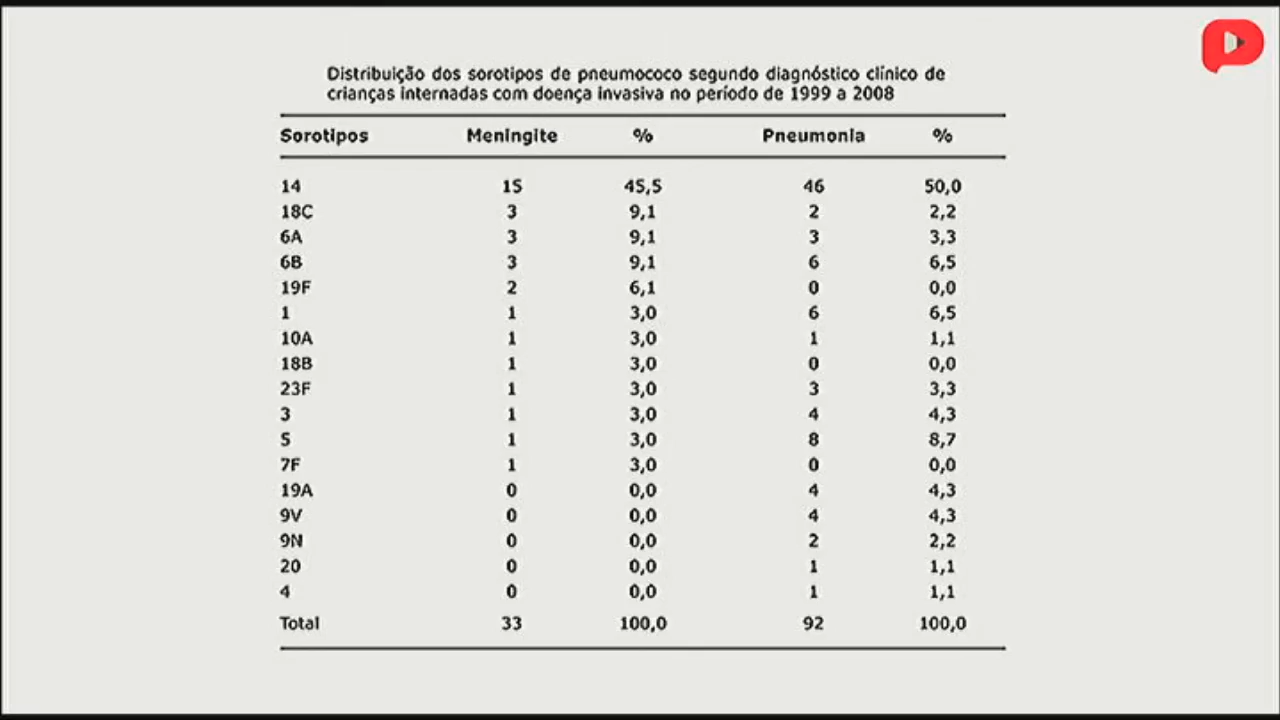 Distribuição dos sorotipos de pneumococo segundo diagnóstico clínico de
crianças internadas com doença invasiva no período de 1999 a 2008
Sorotipos Meningite % Pneumonia %
14 15 45,5 46 50,0
18C 3 9,1 2 2,2
6A 3 9,1 3 3,3
6B 3 9,1 6 6,5
19F 2 6,1 0 0,0
1 1 3,0 6 6,5
10A 1 3,0 1 1,1
18B 1 3,0 0 0,0
23F 1 3,0 3 3,3
3 1 3,0 4 4,3
5 1 3,0 8 8,7
7F 1 3,0 0 0,0
19A 0 0,0 4 4,3
9V 0 0,0 4 4,3
9N 0 0,0 2 2,2
20 0 0,0 1 1,1
4 0 0,0 1 1,1
Total 33 100,0 92 100,0